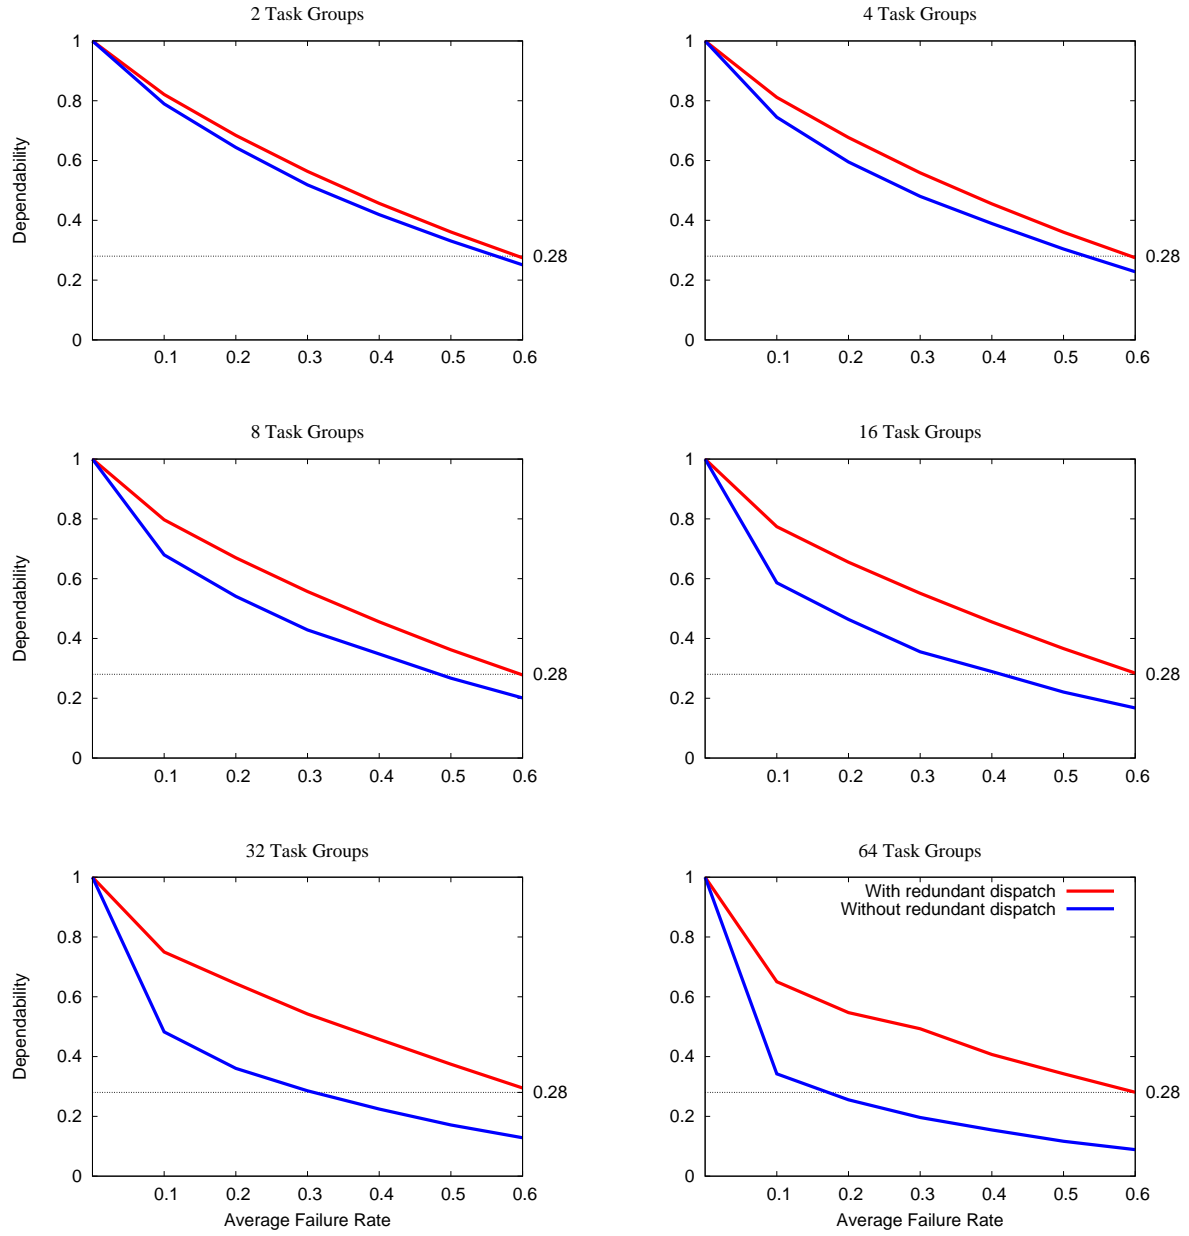 2 Task Groups
1
0.8
0.6
0.4
0.2
0
Dependability
0.28
0.1 0.2 0.3 0.4 0.5 0.6
4 Task Groups
1
0.8
0.6
0.4
0.2
0
0.28
0.1 0.2 0.3 0.4 0.5 0.6
8 Task Groups
1
0.8
0.6
0.4
0.2
0
Dependability
0.28
0.1 0.2 0.3 0.4 0.5 0.6
16 Task Groups
1
0.8
0.6
0.4
0.2
0
0.28
0.1 0.2 0.3 0.4 0.5 0.6
32 Task Groups
1
0.8
0.6
0.4
0.2
0
Dependability
0.28
0.1 0.2 0.3 0.4 0.5 0.6
Average Failure Rate
64 Task Groups
With redundant dispatch
Without redundant dispatch
1
0.8
0.6
0.4
0.2
0
0.28
0.1 0.2 0.3 0.4 0.5 0.6
Average Failure Rate